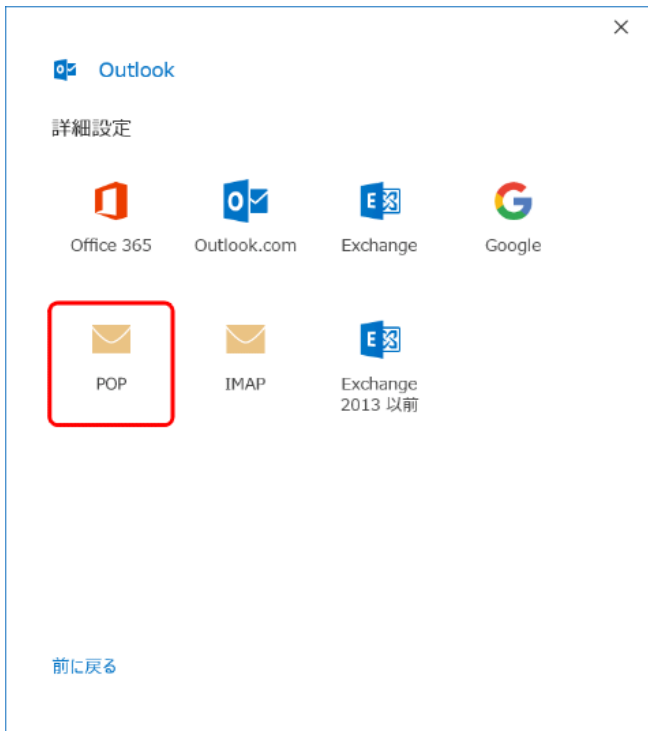 Outlook
詳細設定
Office 365
Outlook.com
Exchange
Google
POP
IMAP
Exchange
2013 以前
前に戻る